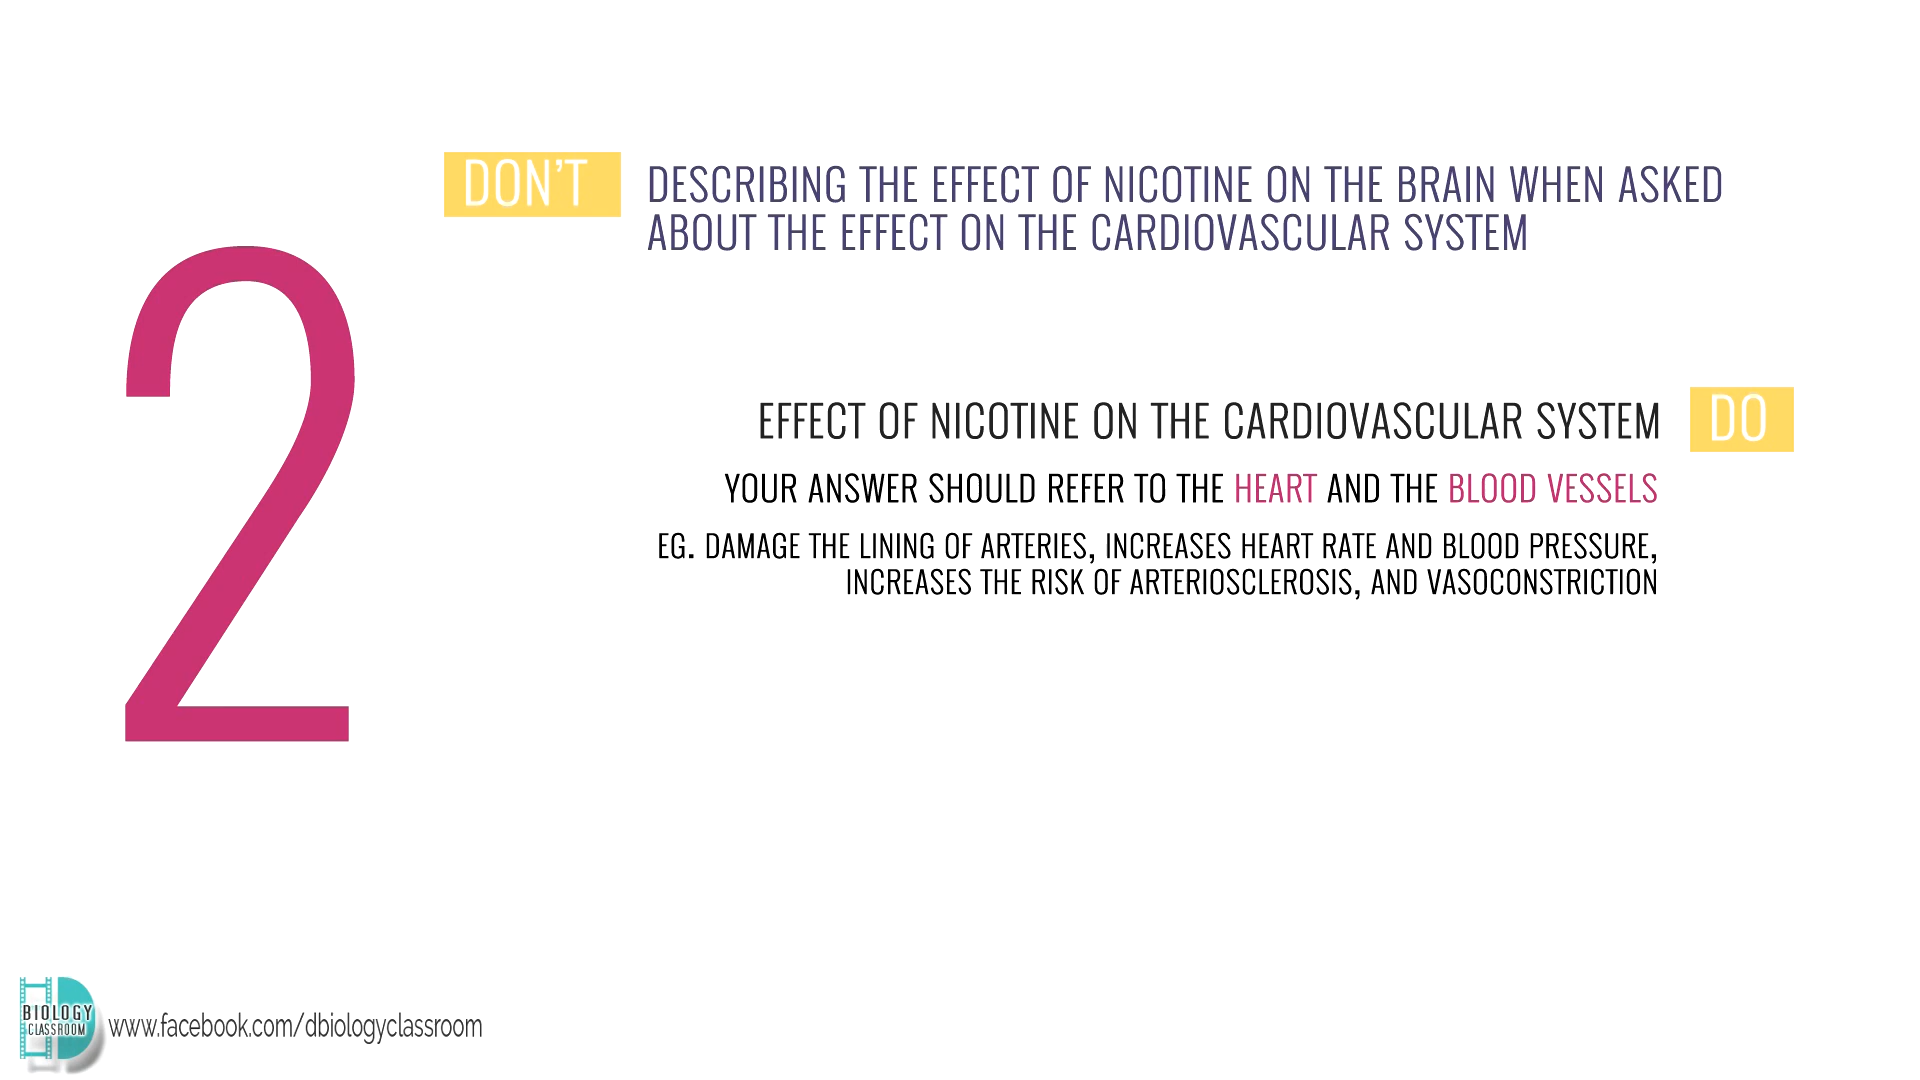 2
DON'T
DESCRIBING THE EFFECT OF NICOTINE ON THE BRAIN WHEN ASKED
ABOUT THE EFFECT ON THE CARDIOVASCULAR SYSTEM
EFFECT OF NICOTINE ON THE CARDIOVASCULAR SYSTEM
DO
YOUR ANSWER SHOULD REFER TO THE HEART AND THE BLOOD VESSELS
EG. DAMAGE THE LINING OF ARTERIES, INCREASES HEART RATE AND BLOOD PRESSURE,
INCREASES THE RISK OF ARTERIOSCLEROSIS, AND VASOCONSTRICTION
BIOLOGY
CLASSROOM
www.facebook.com/dbiologyclassroom